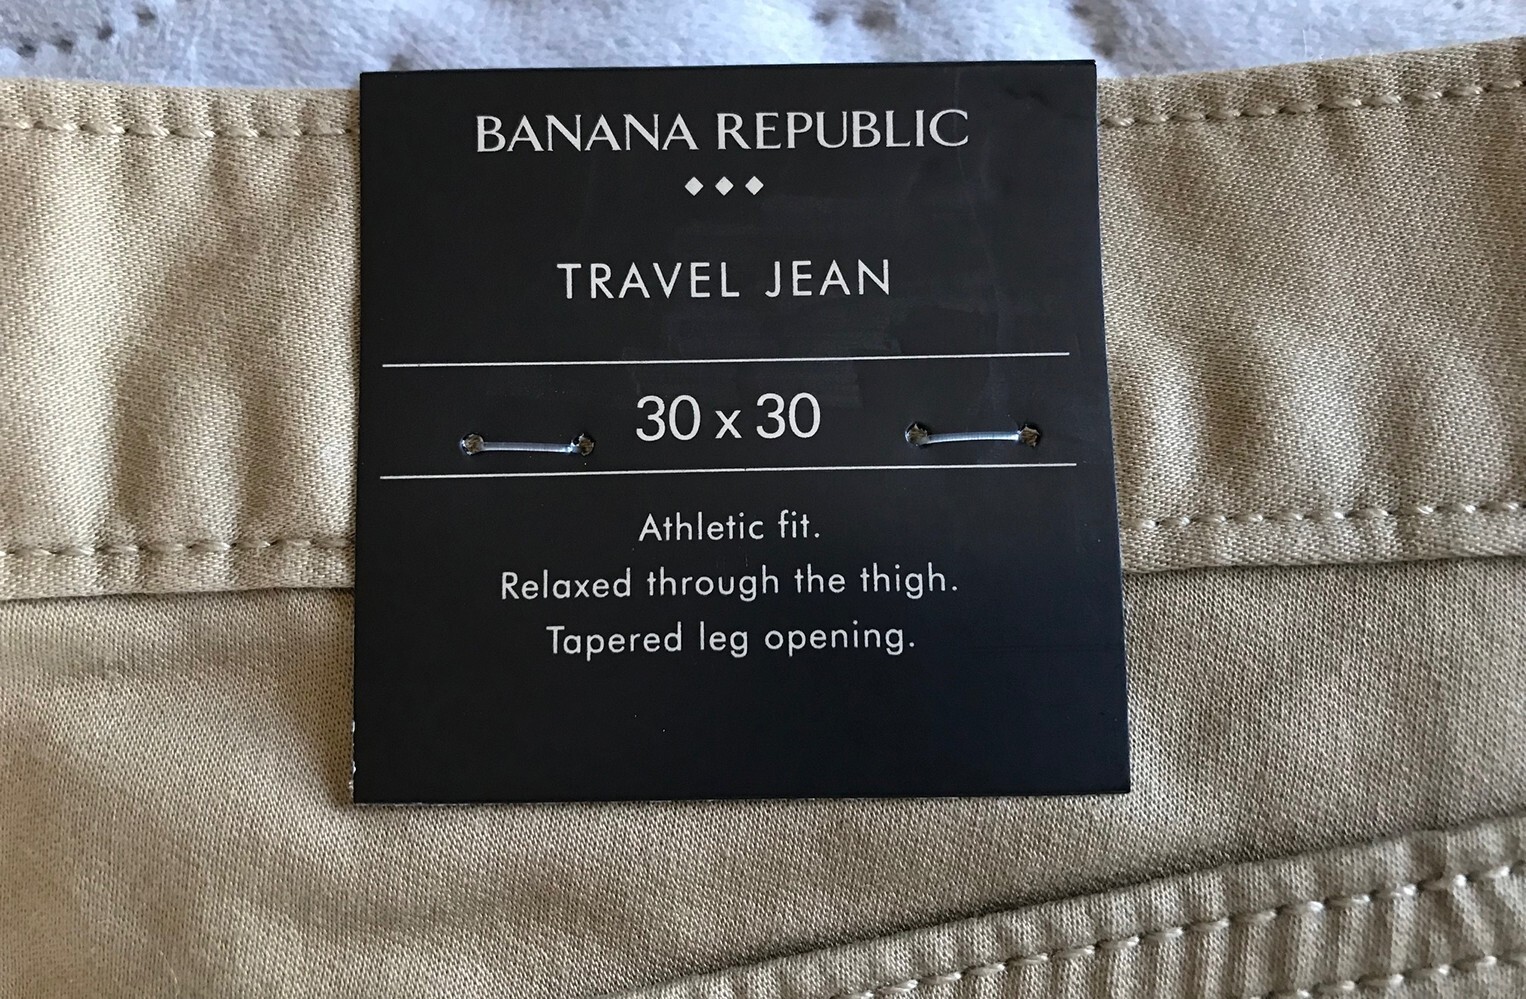 BANANA REPUBLIC
TRAVEL JEAN
30 x 30
Athletic fit.
Relaxed through the thigh.
Tapered leg opening.